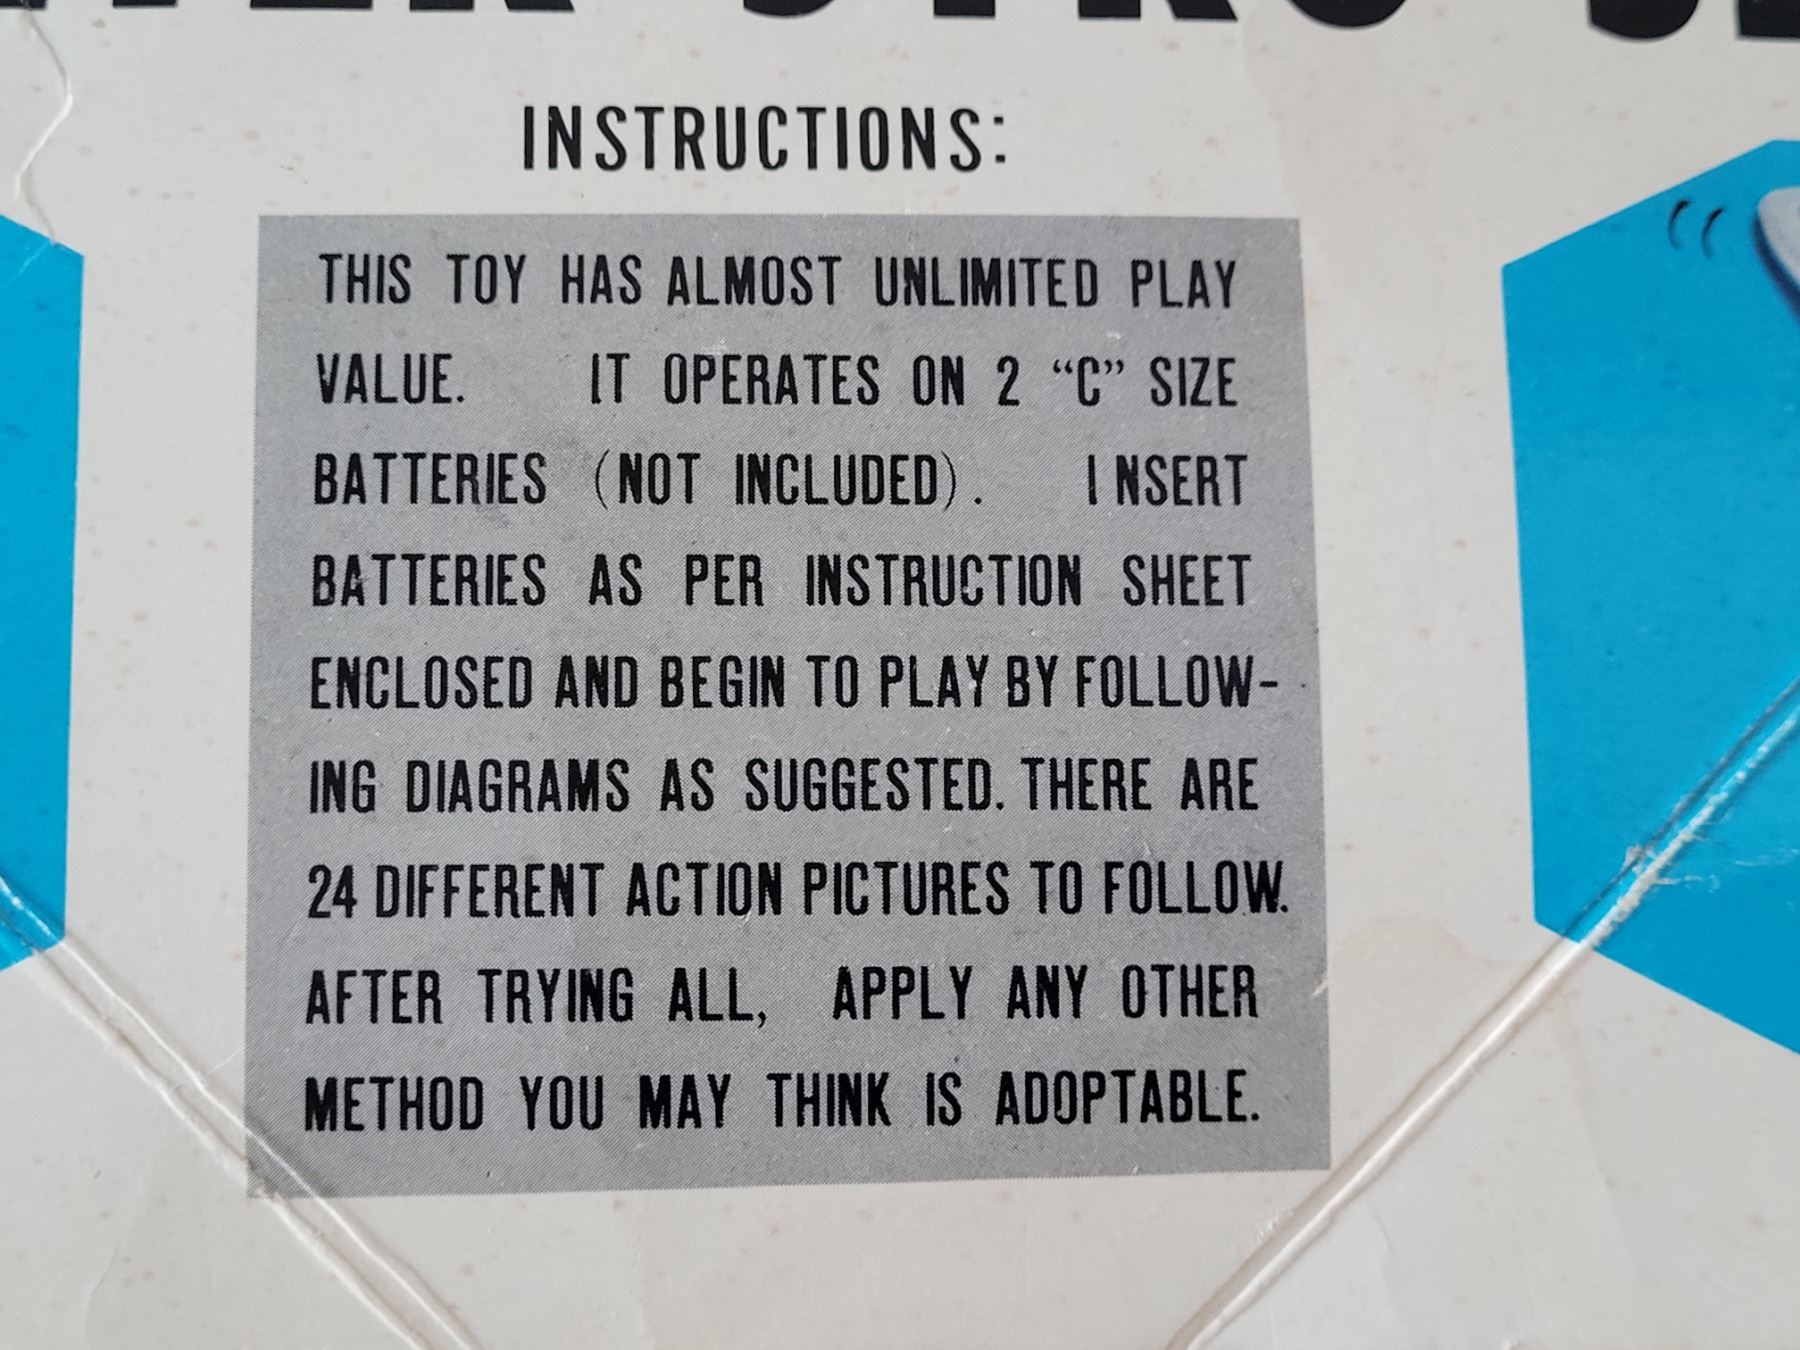 INSTRUCTIONS:
THIS TOY HAS ALMOST UNLIMITED PLAY
VALUE. IT OPERATES ON 2 “C” SIZE
BATTERIES (NOT INCLUDED). INSERT
BATTERIES AS PER INSTRUCTION SHEET
ENCLOSED AND BEGIN TO PLAY BY FOLLOW-
ING DIAGRAMS AS SUGGESTED. THERE ARE
24 DIFFERENT ACTION PICTURES TO FOLLOW.
AFTER TRYING ALL, APPLY ANY OTHER
METHOD YOU MAY THINK IS ADOPTABLE.